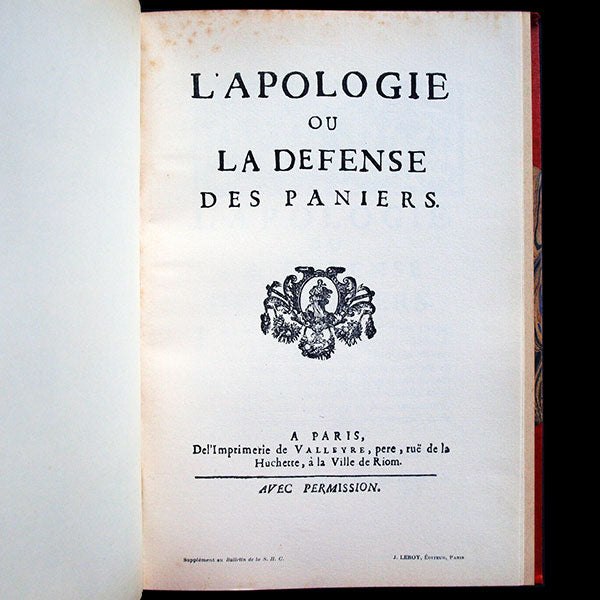 L'APOLOGIE
OU
LA DEFENSE
DES PANIERS.
A PARIS,
Del'Imprimerie de VALLEYRE, pere, ruë de la
Huchette, à la Ville de Riom.
AVEC PERMISSION.
Supplément au Bulletin de la S. H. C.
J. LEROY, ÉDITEUR, PARIS